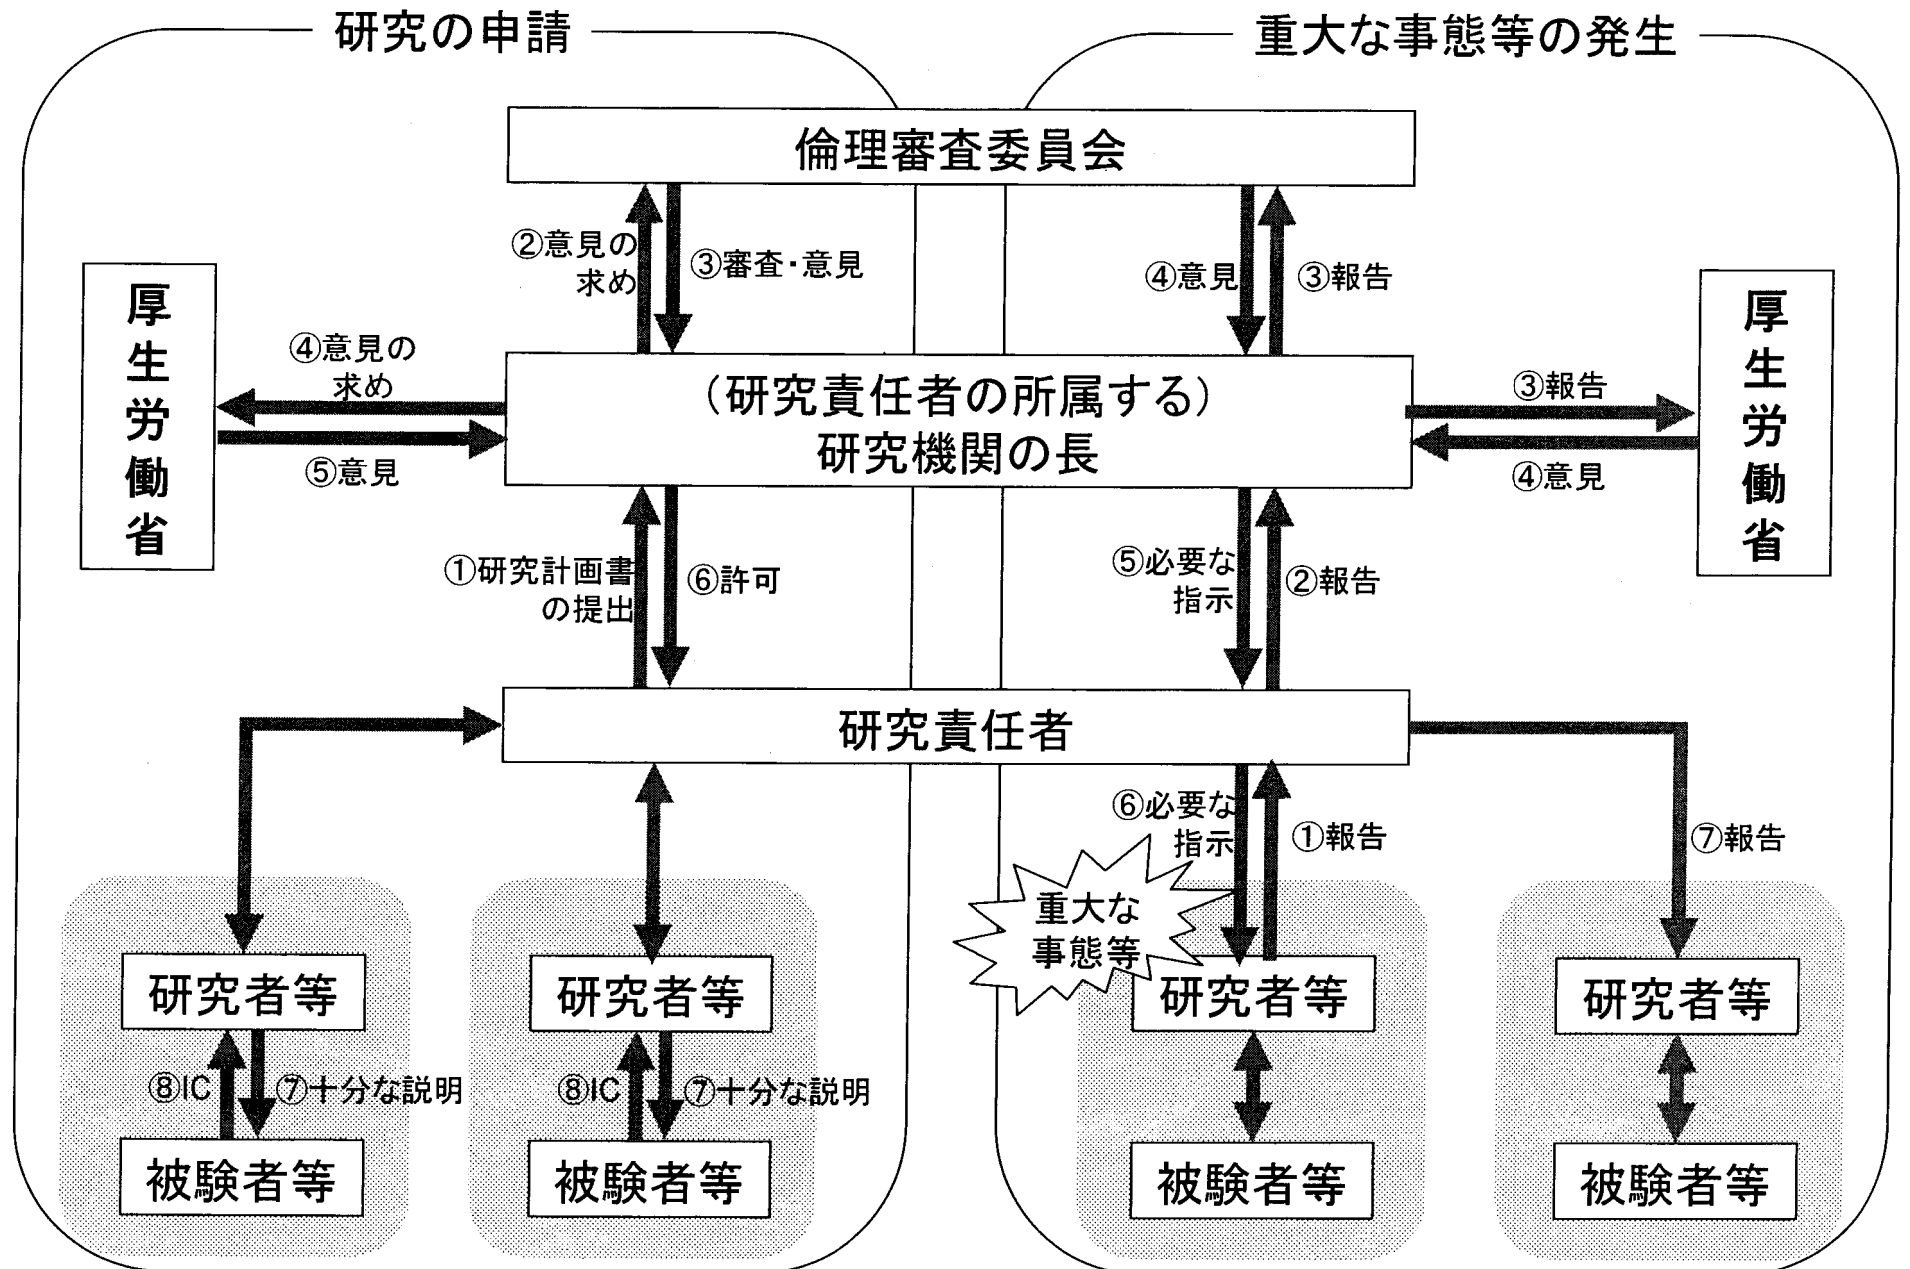 研究の申請
重大な事態等の発生
倫理審査委員会
②意見の
求め
③審査・意見
④意見
③報告
厚生労働省
④意見の
求め
⑤意見
（研究責任者の所属する）
研究機関の長
③報告
④意見
厚生労働省
①研究計画書
の提出
⑥許可
⑤必要な
指示
②報告
研究責任者
⑥必要な
指示
①報告
⑦報告
重大な
事態等
研究者等
研究者等
研究者等
研究者等
⑧IC
⑦十分な説明
⑧IC
⑦十分な説明
被験者等
被験者等
被験者等
被験者等